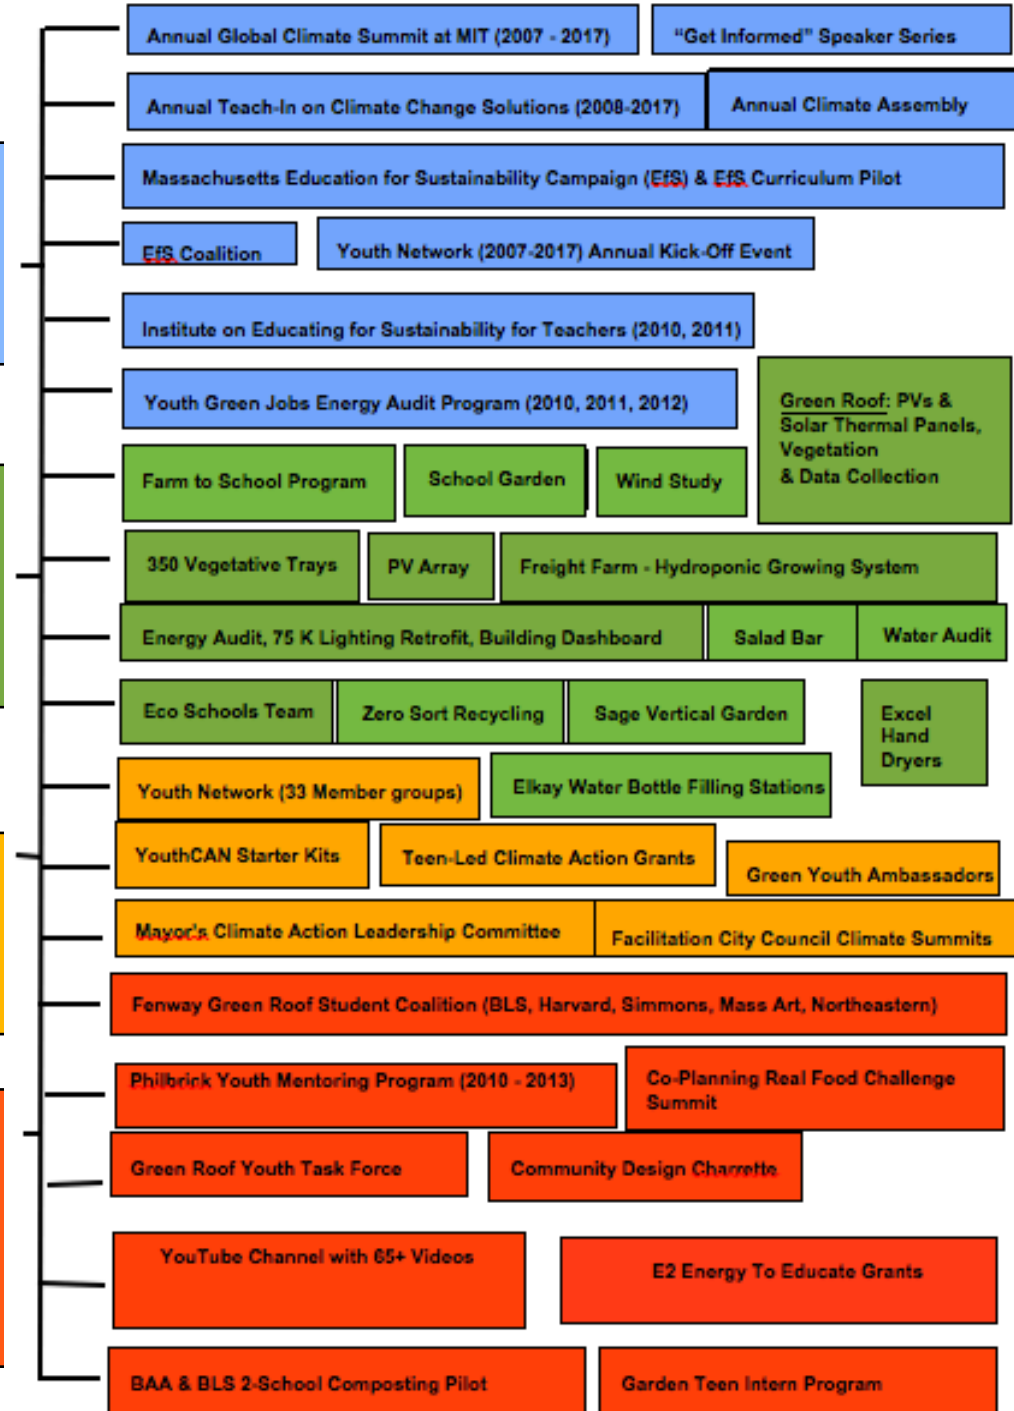 Annual Global Climate Summit at MIT (2007 - 2017)
“Get Informed” Speaker Series
Annual Teach-In on Climate Change Solutions (2008-2017)
Annual Climate Assembly
Massachusetts Education for Sustainability Campaign (EfS) & EfS Curriculum Pilot
EfS Coalition
Youth Network (2007-2017) Annual Kick-Off Event
Institute on Educating for Sustainability for Teachers (2010, 2011)
Youth Green Jobs Energy Audit Program (2010, 2011, 2012)
Green Roof: PVs &
Solar Thermal Panels,
Vegetation
& Data Collection
Farm to School Program
School Garden
Wind Study
350 Vegetative Trays
PV Array
Freight Farm - Hydroponic Growing System
Energy Audit, 75 K Lighting Retrofit, Building Dashboard
Salad Bar
Water Audit
Eco Schools Team
Zero Sort Recycling
Sage Vertical Garden
Excel
Hand
Dryers
Youth Network (33 Member groups)
Elkay Water Bottle Filling Stations
YouthCAN Starter Kits
Teen-Led Climate Action Grants
Green Youth Ambassadors
Mayor's Climate Action Leadership Committee
Facilitation City Council Climate Summits
Fenway Green Roof Student Coalition (BLS, Harvard, Simmons, Mass Art, Northeastern)
Philbrick Youth Mentoring Program (2010 - 2013)
Co-Planning Real Food Challenge
Summit
Green Roof Youth Task Force
Community Design Charrette
YouTube Channel with 65+ Videos
E2 Energy To Educate Grants
BAA & BLS 2-School Composting Pilot
Garden Teen Intern Program